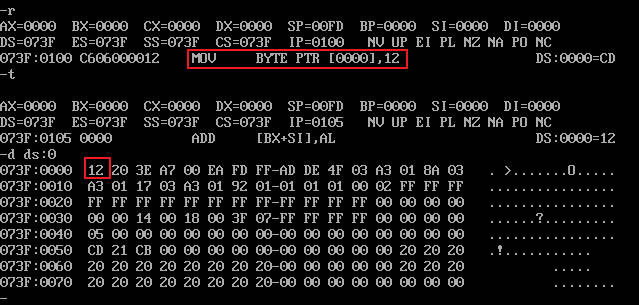 -r
AX=0000  BX=0000  CX=0000  DX=0000  SP=00FD  BP=0000  SI=0000  DI=0000
DS=073F  ES=073F  SS=073F  CS=073F  IP=0100   NV UP EI PL NZ NA PO NC
073F:0100 C606000012    MOV     BYTE PTR [0000],12                 DS:0000=CD
-t
AX=0000  BX=0000  CX=0000  DX=0000  SP=00FD  BP=0000  SI=0000  DI=0000
DS=073F  ES=073F  SS=073F  CS=073F  IP=0105   NV UP EI PL NZ NA PO NC
073F:0105 0000          ADD     [BX+SI],AL                         DS:0000=12
-d ds:0
073F:0000  12 20 3E A7 00 EA FD FF-AD DE 4F 03 A3 01 8A 03   . >.......O.....
073F:0010  A3 01 17 03 A3 01 92 01-01 01 01 00 02 FF FF FF   ................
073F:0020  FF FF FF FF FF FF FF FF-FF FF FF FF 00 00 00 00   ................
073F:0030  00 00 14 00 18 00 3F 07-FF FF FF FF 00 00 00 00   ......?.........
073F:0040  05 00 00 00 00 00 00 00-00 00 00 00 00 00 00 00   ................
073F:0050  CD 21 CB 00 00 00 00 00-00 00 00 00 00 20 20 20   .!...........
073F:0060  20 20 20 20 20 20 20 20-00 00 00 00 00 20 20 20           .....
073F:0070  20 20 20 20 20 20 20 20-00 00 00 00 00 00 00 00           ........
-